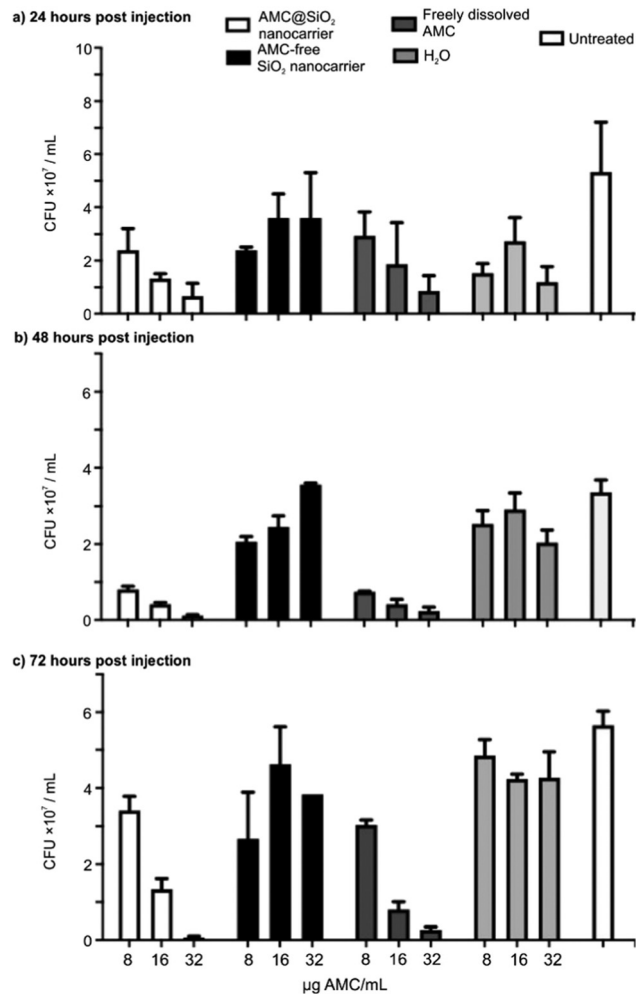 a) 24 hours post injection
AMC@SiO₂
nanocarrier
AMC-free
SiO₂ nanocarrier
Freely dissolved
AMC
H₂O
Untreated
CFU ×10⁷ / mL
10
8
6
4
2
0
b) 48 hours post injection
CFU ×10⁷ / mL
6
4
2
0
c) 72 hours post injection
CFU ×10⁷ / mL
6
4
2
0
8 16 32 8 16 32 8 16 32 8 16 32
µg AMC/mL